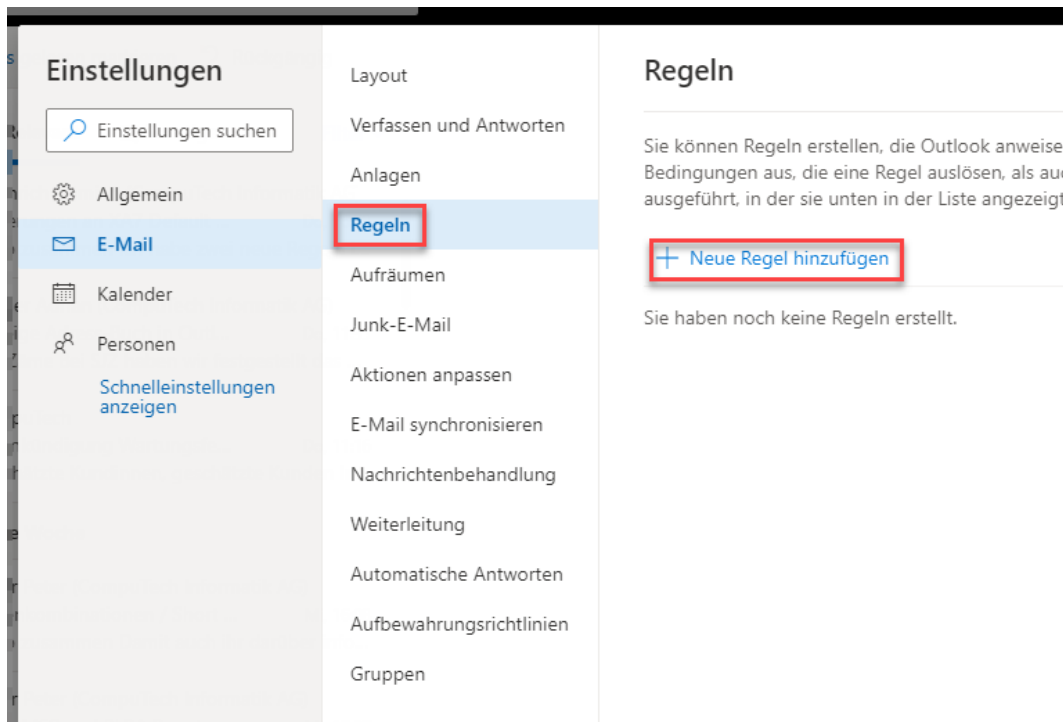 Einstellungen
Einstellungen suchen
Allgemein
E-Mail
Kalender
Personen
Schnelleinstellungen
anzeigen
Layout
Verfassen und Antworten
Anlagen
Regeln
Aufräumen
Junk-E-Mail
Aktionen anpassen
E-Mail synchronisieren
Nachrichtenbehandlung
Weiterleitung
Automatische Antworten
Aufbewahrungsrichtlinien
Gruppen
Regeln
Sie können Regeln erstellen, die Outlook anweise
Bedingungen aus, die eine Regel auslösen, als au
ausgeführt, in der sie unten in der Liste angezeigt
Neue Regel hinzufügen
Sie haben noch keine Regeln erstellt.